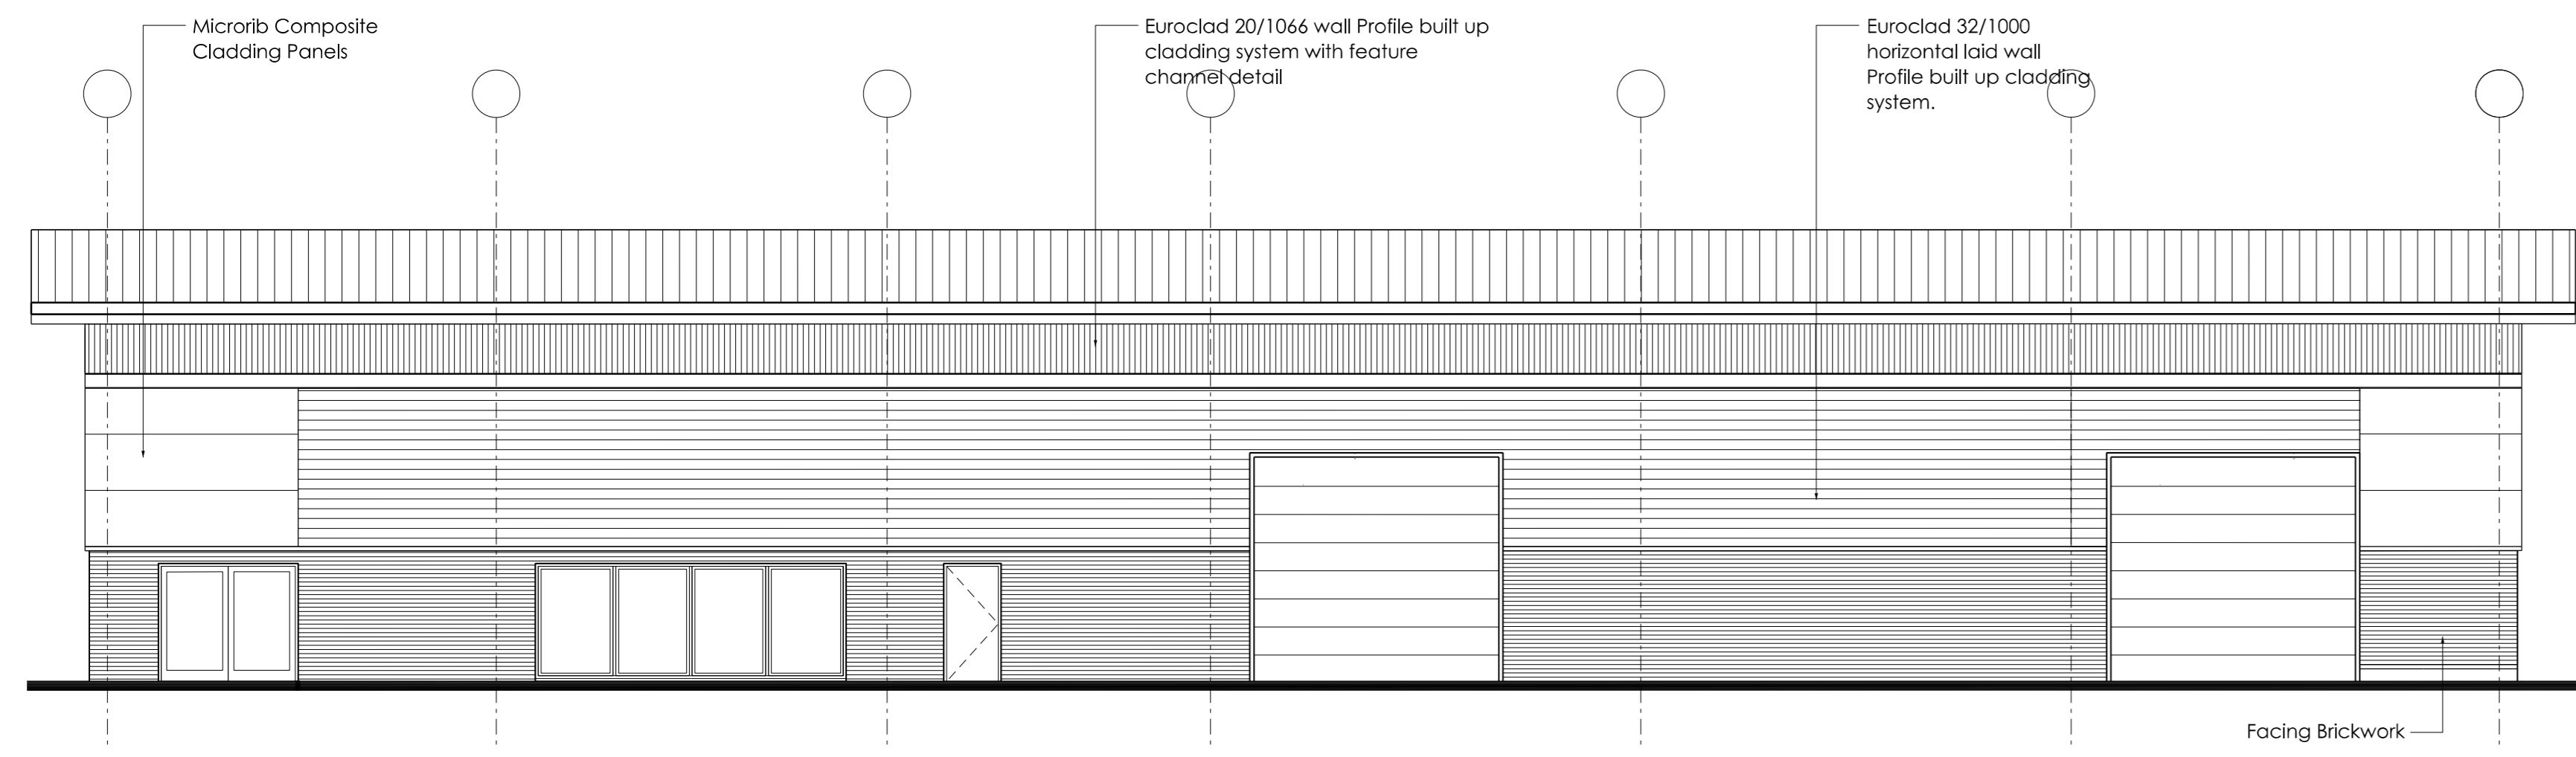 Microrib Composite
Cladding Panels
Euroclad 20/1066 wall Profile built up
cladding system with feature
channel detail
Euroclad 32/1000
horizontal laid wall
Profile built up cladding
system.
Facing Brickwork